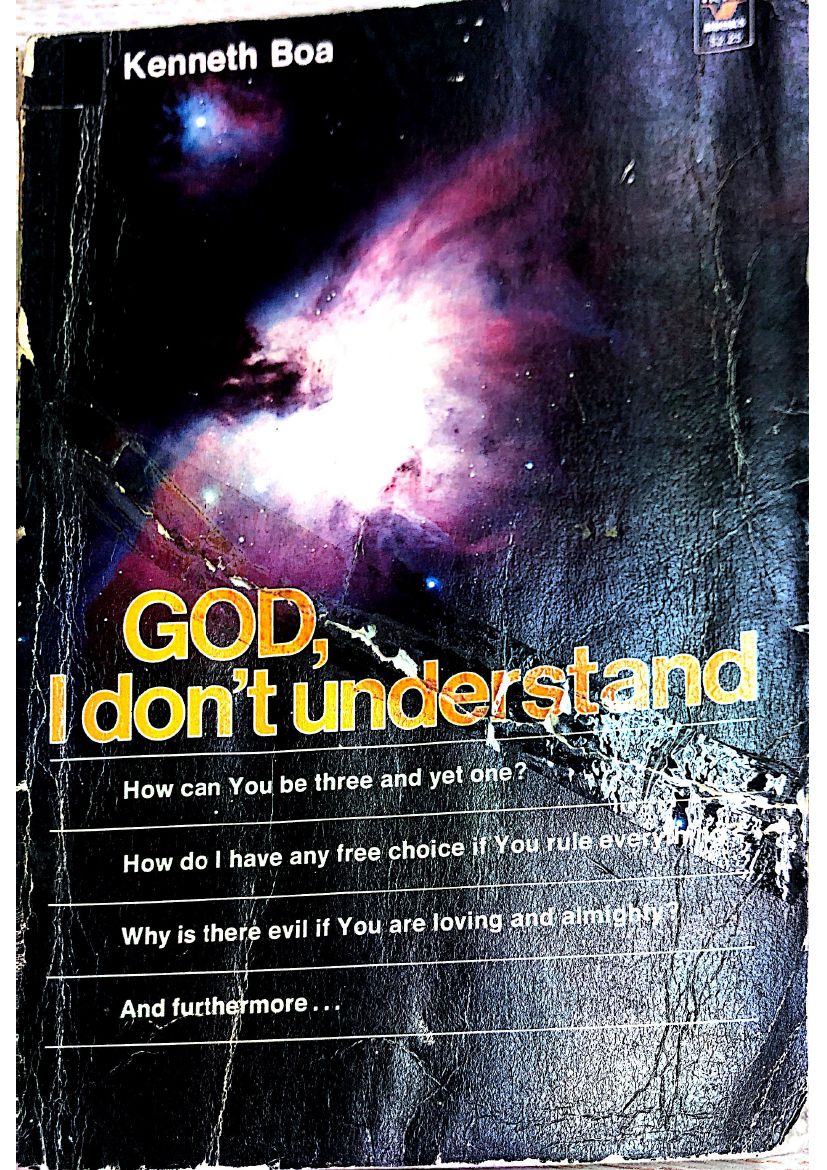 Kenneth Boa
GOD,
I don't understand
How can You be three and yet one?
How do I have any free choice if You rule
Why is there evil if You are loving and almighty?
And furthermore...